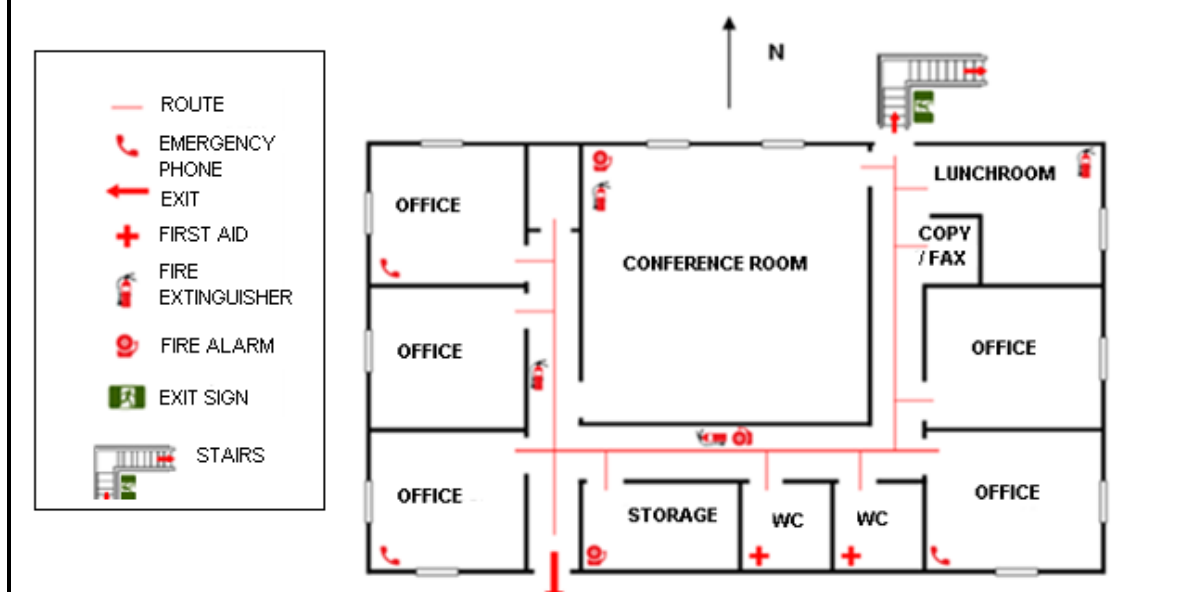 ROUTE
EMERGENCY
PHONE
EXIT
FIRST AID
FIRE
EXTINGUISHER
FIRE ALARM
EXIT SIGN
STAIRS
N
OFFICE
LUNCHROOM
COPY
/ FAX
CONFERENCE ROOM
OFFICE
OFFICE
OFFICE
STORAGE
WC
WC
OFFICE